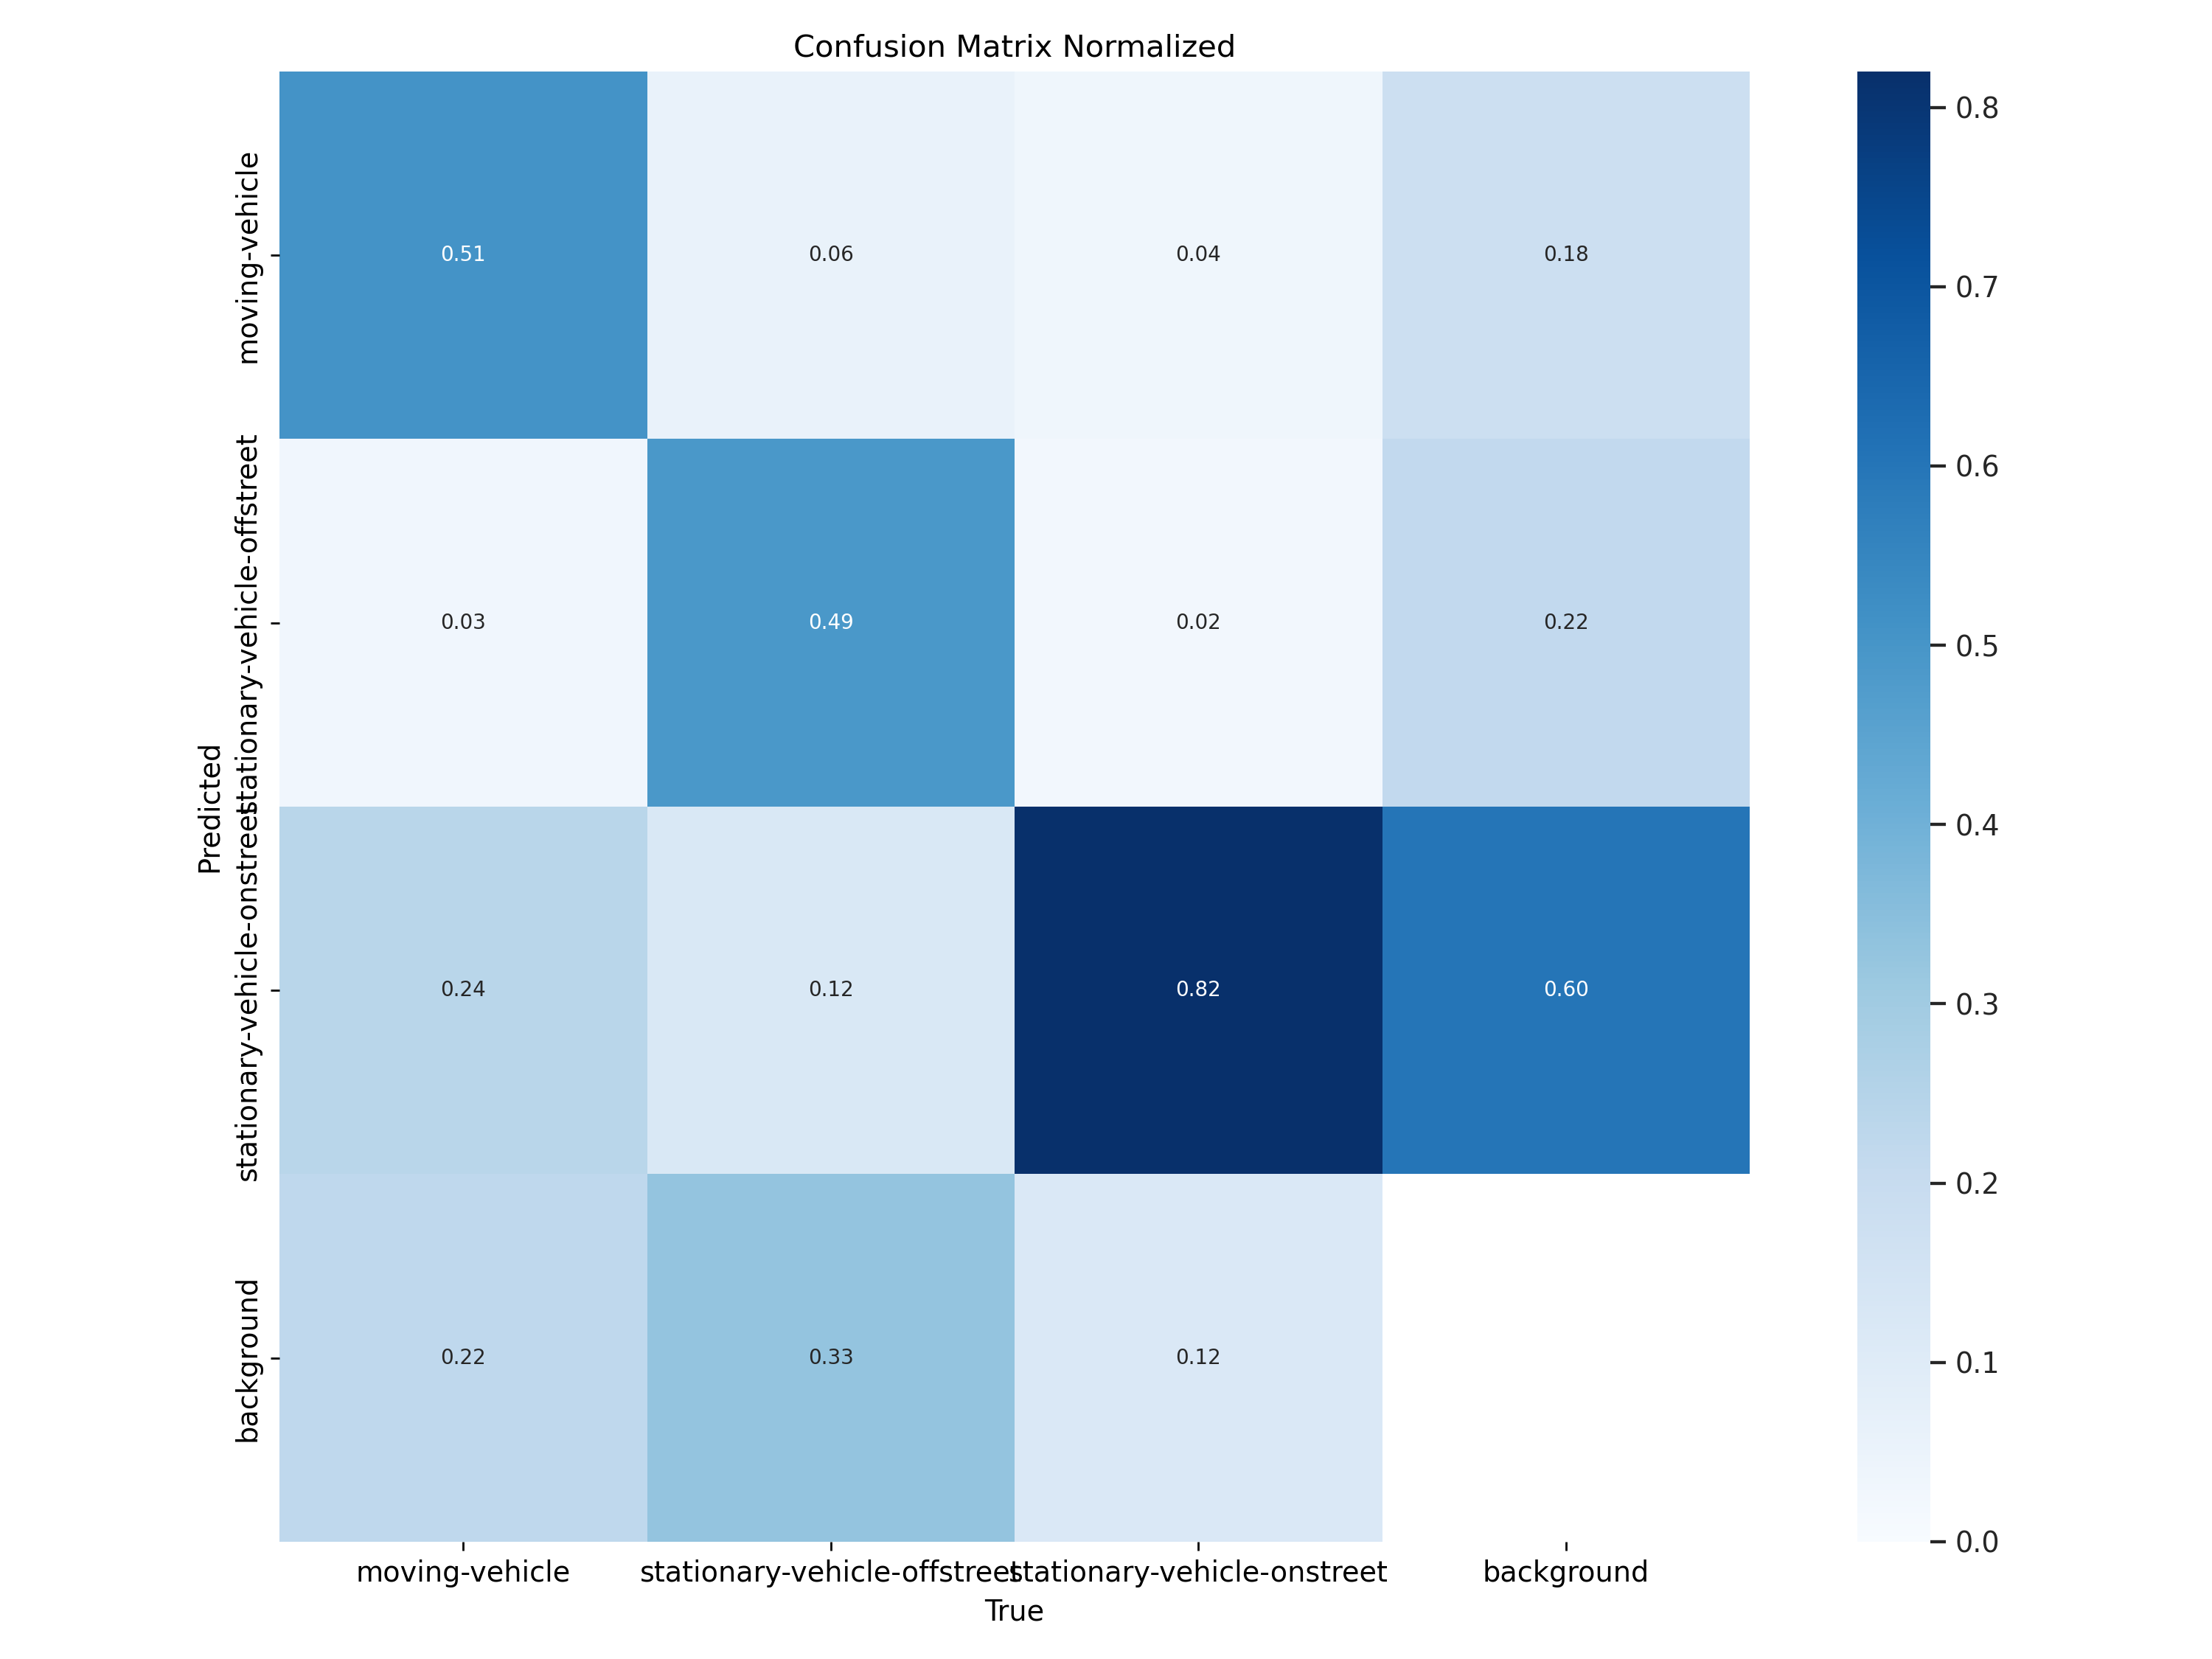 Confusion Matrix Normalized
moving-vehicle
stationary-vehicle-offstreet
stationary-vehicle-onstreet
background
Predicted
0.51 0.06 0.04 0.18
0.03 0.49 0.02 0.22
0.24 0.12 0.82 0.60
0.22 0.33 0.12
moving-vehicle stationary-vehicle-offstreet stationary-vehicle-onstreet background
True
0.8
0.7
0.6
0.5
0.4
0.3
0.2
0.1
0.0